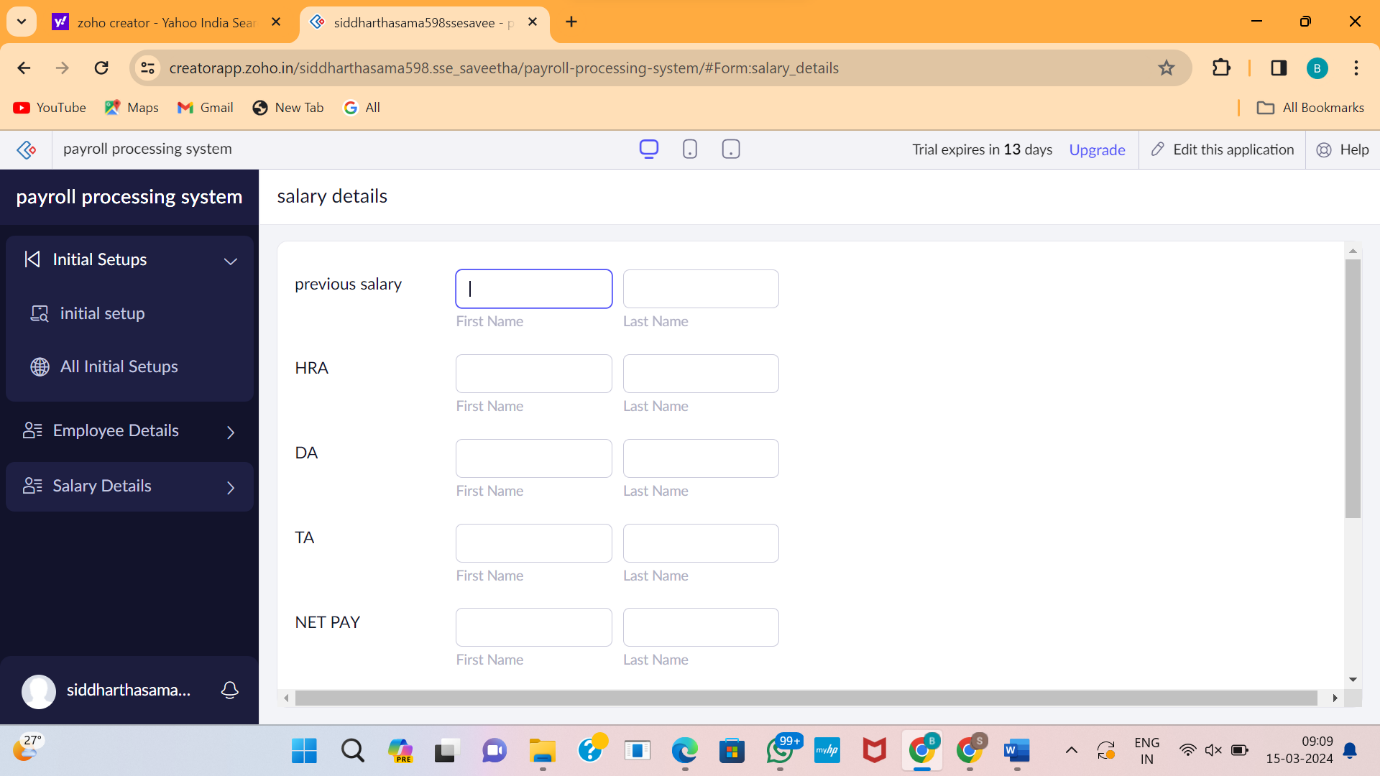 zoho creator - Yahoo India Sear
siddharthasama598ssesavee - p
creatorapp.zoho.in/siddharthasama598.sse_saveetha/payroll-processing-system/#Form:salary_details
B
YouTube
Maps
Gmail
New Tab
All
All Bookmarks
payroll processing system
Trial expires in 13 days
Upgrade
Edit this application
Help
payroll processing system
salary details
Initial Setups
initial setup
All Initial Setups
Employee Details
Salary Details
siddharthasama...
previous salary
First Name
Last Name
HRA
First Name
Last Name
DA
First Name
Last Name
TA
First Name
Last Name
NET PAY
First Name
Last Name
27°
PRE
99+
myhp
B
S
W
ENG
IN
09:09
15-03-2024